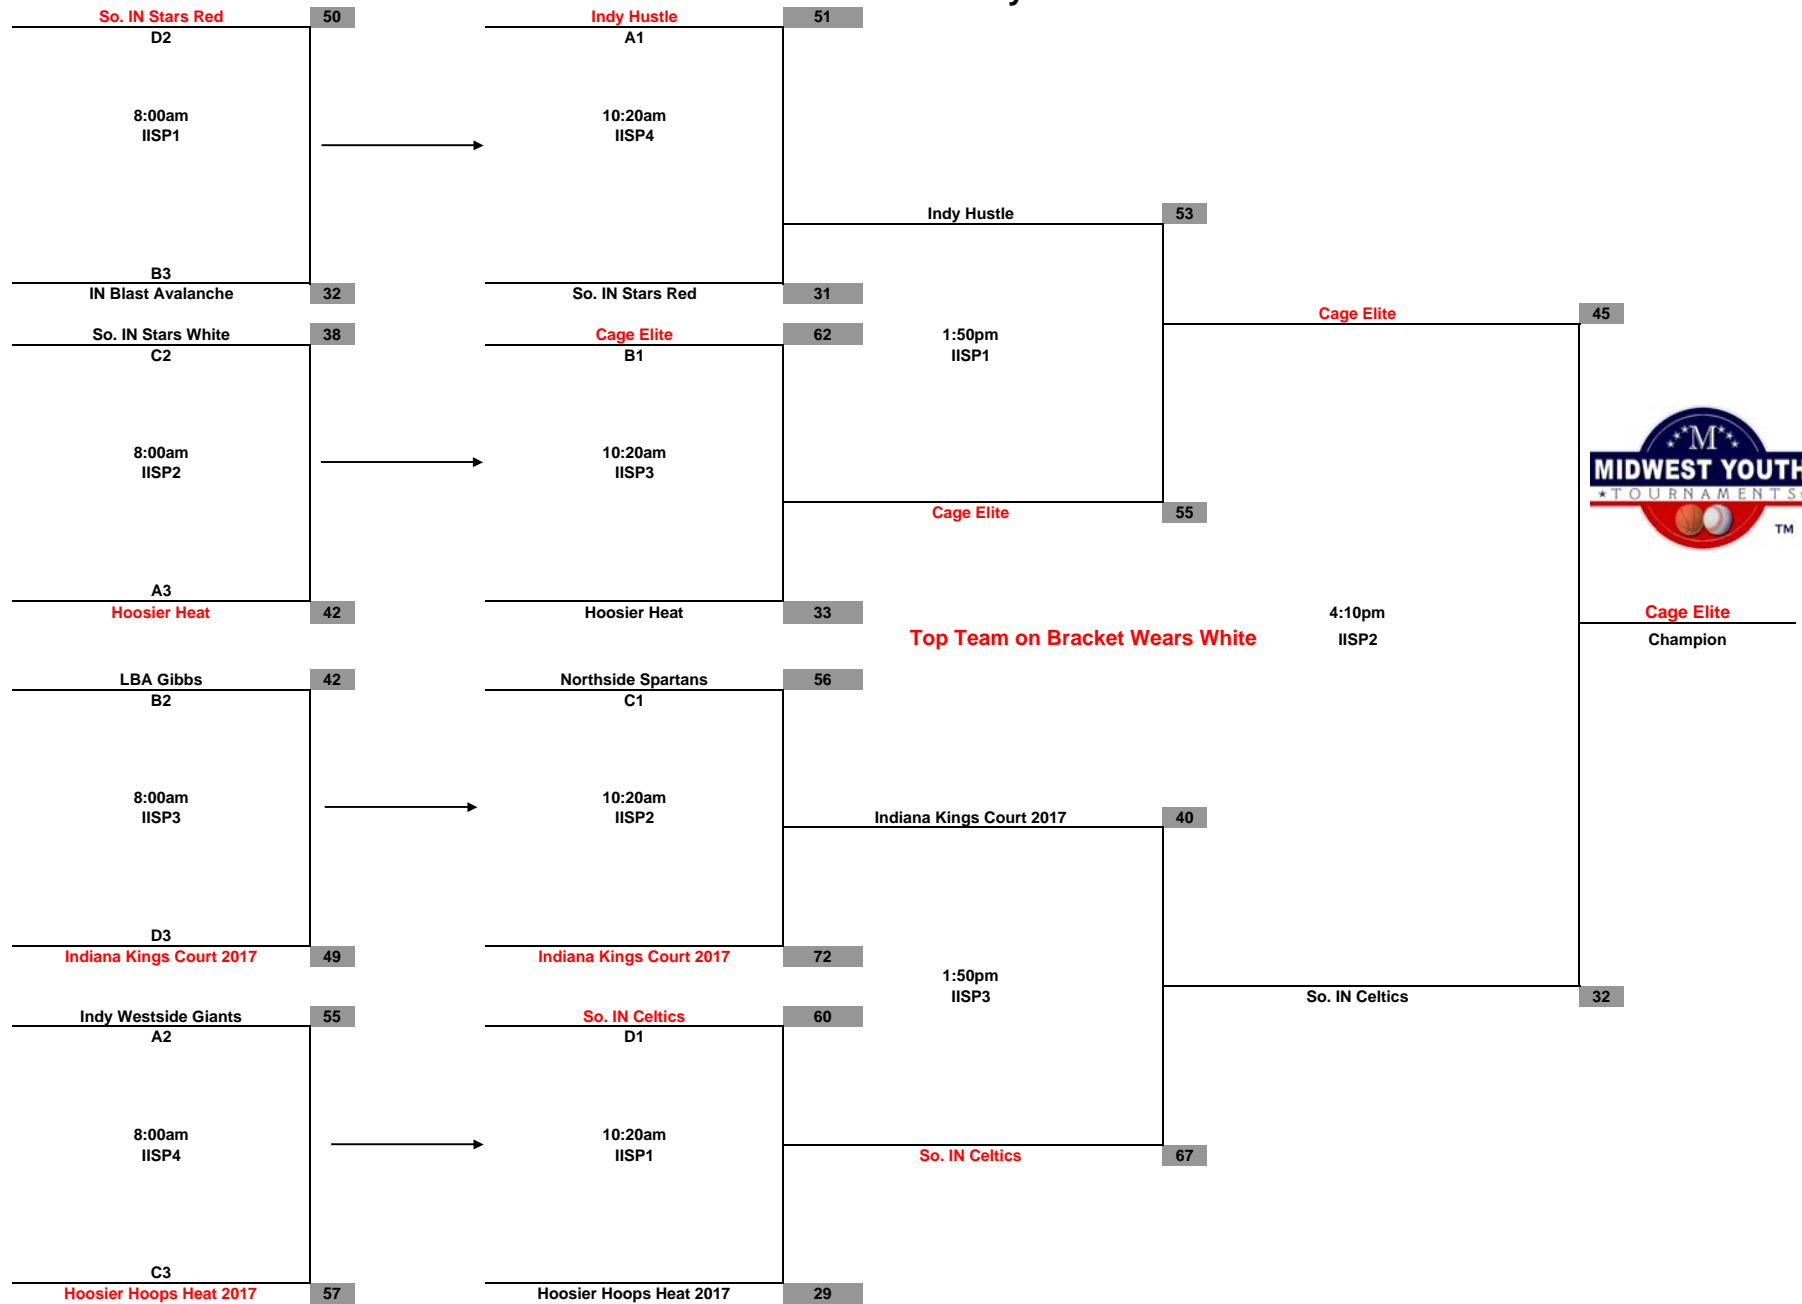 So. IN Stars Red 50
D2
8:00am
IISP1
B3
IN Blast Avalanche 32
So. IN Stars White 38
C2
8:00am
IISP2
A3
Hoosier Heat 42
LBA Gibbs 42
B2
8:00am
IISP3
D3
Indiana Kings Court 2017 49
Indy Westside Giants 55
A2
8:00am
IISP4
C3
Hoosier Hoops Heat 2017 57
Indy Hustle 51
A1
10:20am
IISP4
So. IN Stars Red 31
Cage Elite 62
B1
10:20am
IISP3
Hoosier Heat 33
Northside Spartans 56
C1
10:20am
IISP2
Indiana Kings Court 2017 72
So. IN Celtics 60
D1
10:20am
IISP1
Hoosier Hoops Heat 2017 29
Indy Hustle 53
1:50pm
IISP1
Cage Elite 55
Top Team on Bracket Wears White
Indiana Kings Court 2017 40
1:50pm
IISP3
So. IN Celtics 67
Cage Elite 45
4:10pm
IISP2
So. IN Celtics 32
M
MIDWEST YOUTH
TOURNAMENTS
TM
Cage Elite
Champion